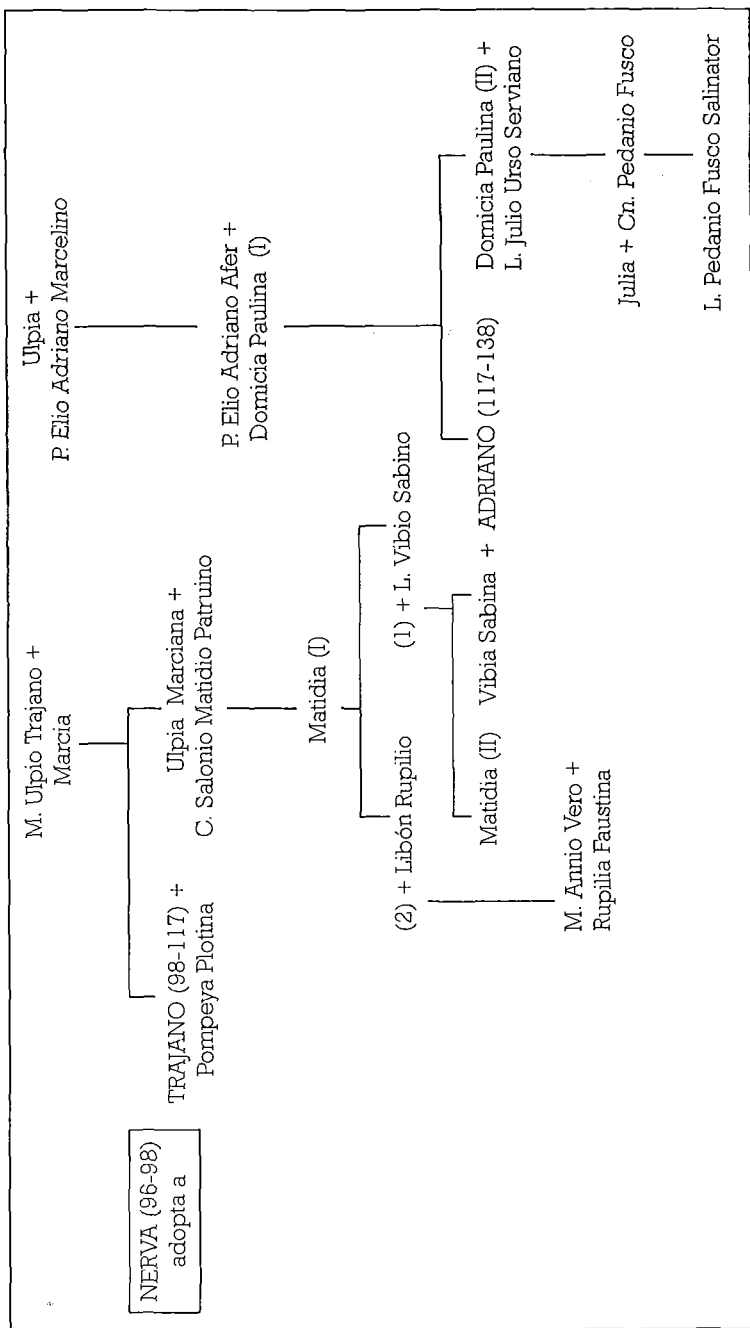 NERVA (96-98)
adopta a
M. Ulpio Trajano +
Marcia
TRAJANO (98-117) +
Pompeya Plotina
Ulpia Marciana +
C. Salonio Matidio Patruino
Matidia (I)
(2) + Libón Rupilio
(1) + L. Vibio Sabino
Matidia (II)
Vibia Sabina + ADRIANO (117-138)
M. Annio Vero +
Rupilia Faustina
Ulpia +
P. Elio Adriano Marcelino
P. Elio Adriano Afer +
Domicia Paulina (I)
Domicia Paulina (II) +
L. Julio Urso Serviano
Julia + Cn. Pedanio Fusco
L. Pedanio Fusco Salinator